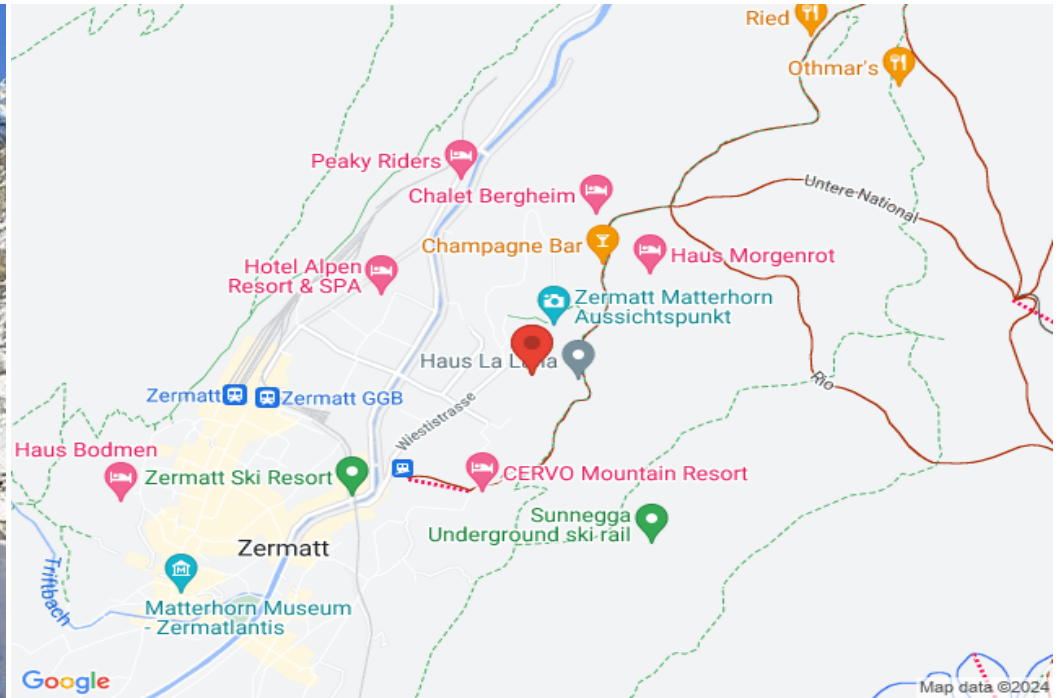 Ried
Othmar's
Peaky Riders
Chalet Bergheim
Untere National
Champagne Bar
Haus Morgenrot
Hotel Alpen
Resort & SPA
Zermatt Matterhorn
Aussichtspunkt
Haus La
Rio
Zermatt
Zermatt GGB
Wiestistrasse
Haus Bodmen
Zermatt Ski Resort
CERVO Mountain Resort
Sunnegga
Underground ski rail
Zermatt
Triftbach
Matterhorn Museum
- Zermatlantis
Google
Map data ©2024